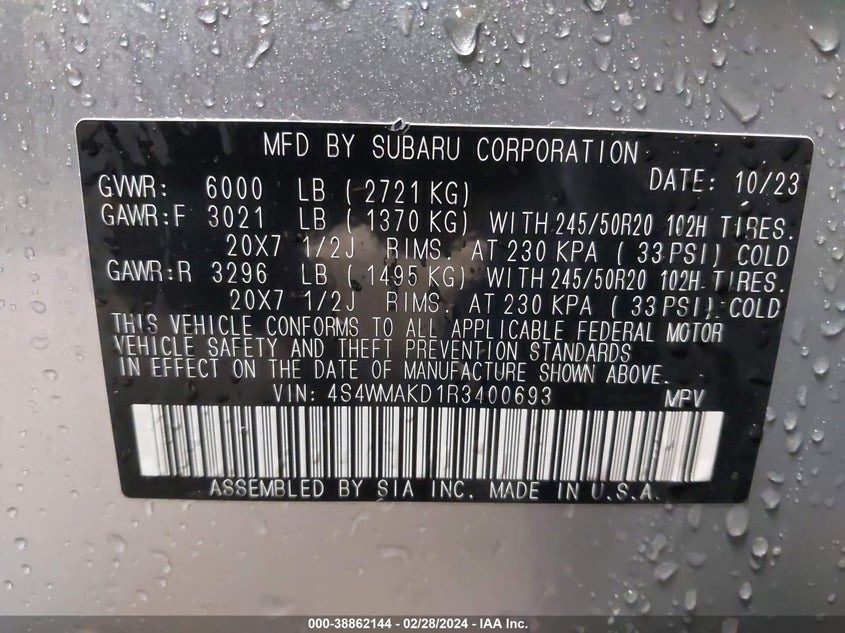 MFD BY SUBARU CORPORATION
GVWR: 6000 LB ( 2721 KG) DATE: 10/23
GAWR:F 3021 LB ( 1370 KG) WITH 245/50R20 102H TIRES.
20X7 1/2J RIMS. AT 230 KPA ( 33 PSI) COLD
GAWR:R 3296 LB ( 1495 KG) WITH 245/50R20 102H TIRES.
20X7 1/2J RIMS. AT 230 KPA ( 33 PSI) COLD
THIS VEHICLE CONFORMS TO ALL APPLICABLE FEDERAL MOTOR
VEHICLE SAFETY AND THEFT PREVENTION STANDARDS
IN EFFECT ON THE DATE OF MANUFACTURE SHOWN ABOVE.
VIN: 4S4WMAKD1R3400693 MPV
ASSEMBLED BY SIA INC. MADE IN U.S.A.
000-38862144 - 02/28/2024 - IAA Inc.